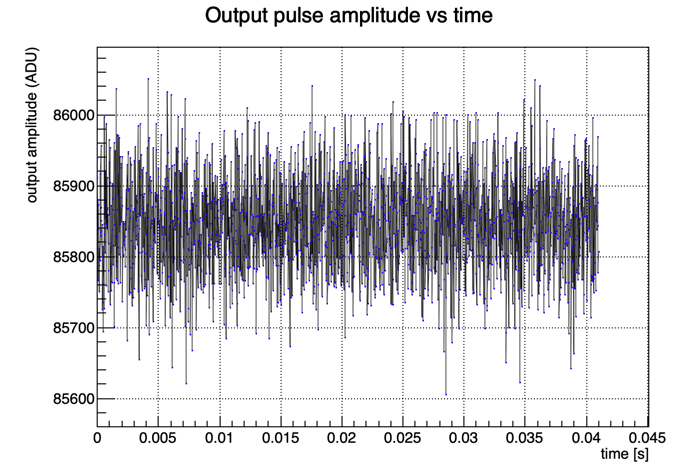 Output pulse amplitude vs time
output amplitude (ADU)
86000
85900
85800
85700
85600
0 0.005 0.01 0.015 0.02 0.025 0.03 0.035 0.04 0.045
time [s]